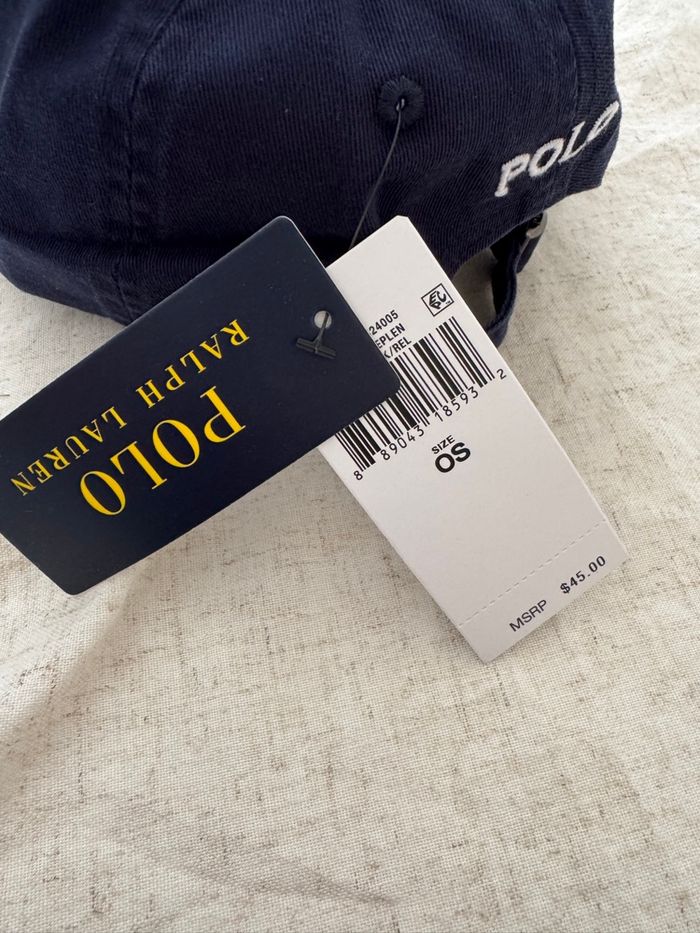 POLO
POLO
RALPH LAUREN
24005
EPLEN
K/REL
8 89043 18593 2
SIZE
OS
MSRP $45.00